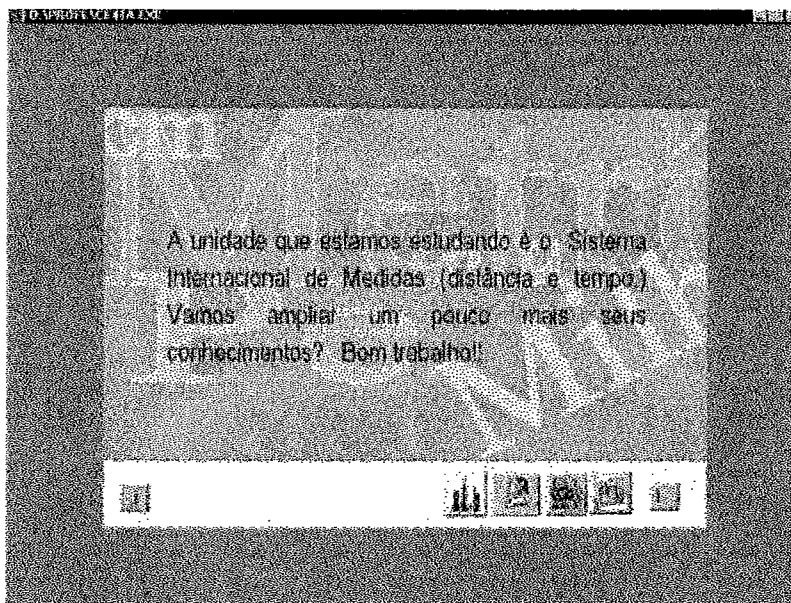 cm
A unidade que estamos estudando é o Sistema
Internacional de Medidas (distância e tempo.)
Vamos ampliar um pouco mais seus
conhecimentos? Bom trabalho!!